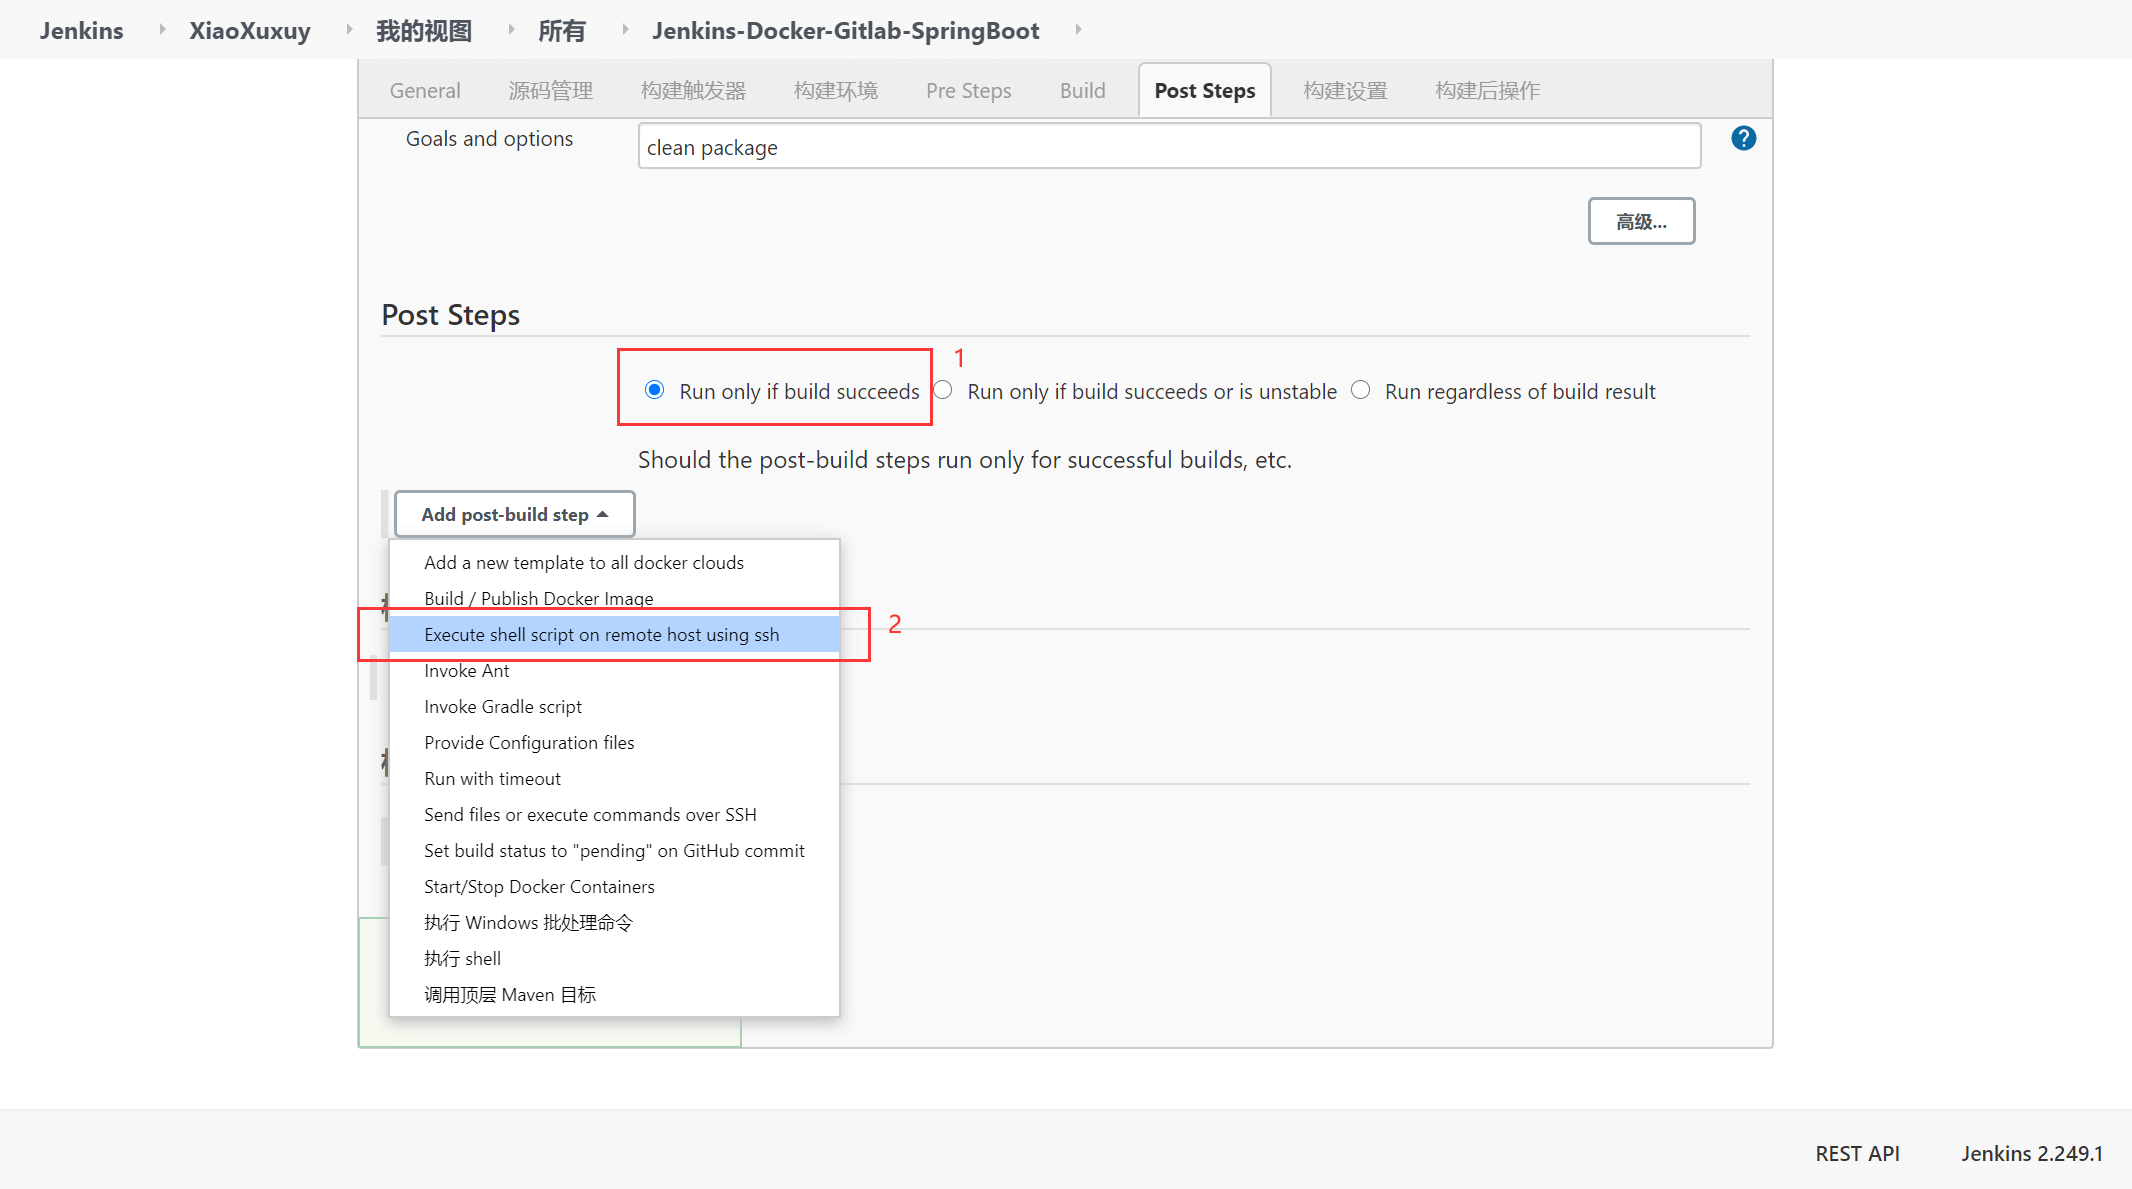 Jenkins XiaoXuxuy 我的视图 所有 Jenkins-Docker-Gitlab-SpringBoot
General 源码管理 构建触发器 构建环境 Pre Steps Build Post Steps 构建设置 构建后操作
Goals and options clean package
高级...
Post Steps
1
Run only if build succeeds Run only if build succeeds or is unstable Run regardless of build result
Should the post-build steps run only for successful builds, etc.
Add post-build step
Add a new template to all docker clouds
Build / Publish Docker Image
Execute shell script on remote host using ssh 2
Invoke Ant
Invoke Gradle script
Provide Configuration files
Run with timeout
Send files or execute commands over SSH
Set build status to "pending" on GitHub commit
Start/Stop Docker Containers
执行 Windows 批处理命令
执行 shell
调用顶层 Maven 目标
REST API Jenkins 2.249.1